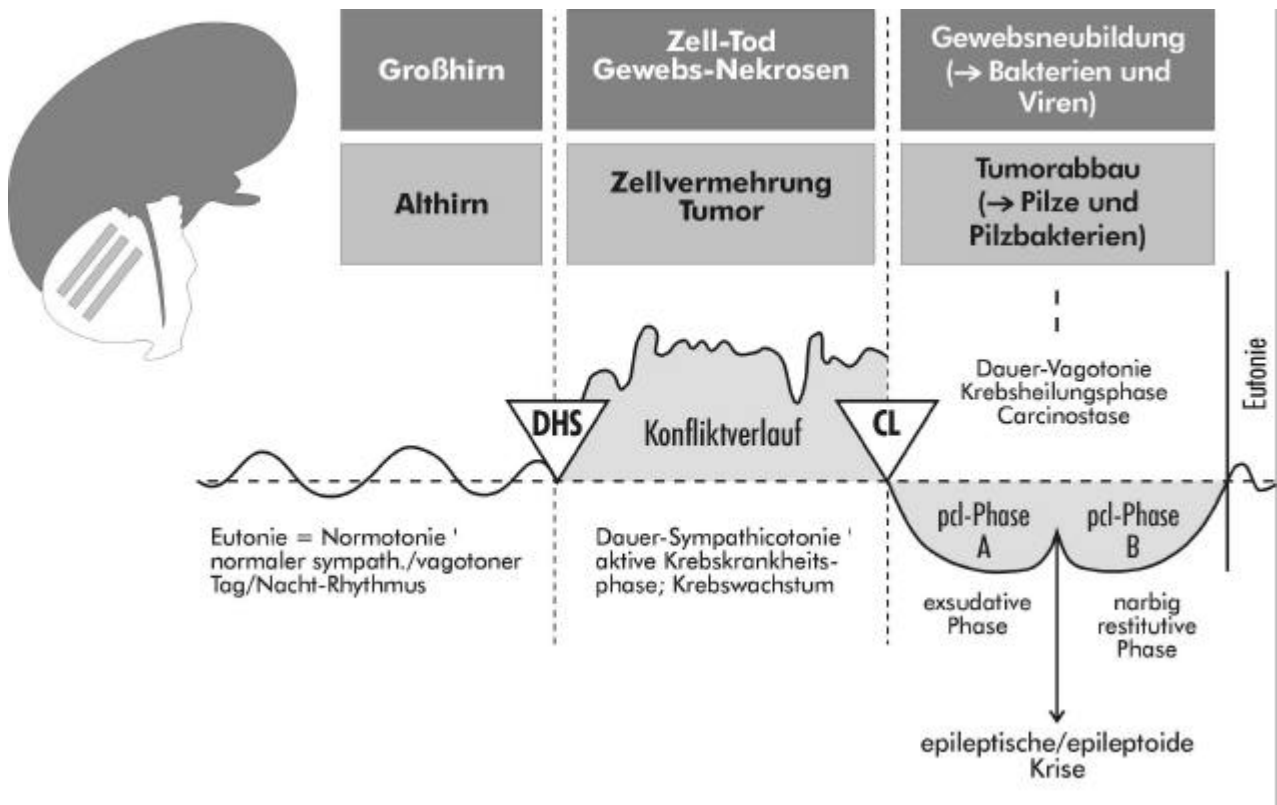 Großhirn
Zell-Tod
Gewebs-Nekrosen
Gewebsneubildung
(→ Bakterien und
Viren)
Althirn
Zellvermehrung
Tumor
Tumorabbau
(→ Pilze und
Pilzbakterien)
Dauer-Vagotonie
Krebsheilungsphase
Carcinostase
Eutonie
DHS
Konfliktverlauf
CL
pcl-Phase
A
pcl-Phase
B
Eutonie = Normotonie '
normaler sympath./vagotoner
Tag/Nacht-Rhythmus
Dauer-Sympathicotonie '
aktive Krebskrankheits-
phase; Krebswachstum
exsudative
Phase
narbig
restitutive
Phase
epileptische/epileptoide
Krise